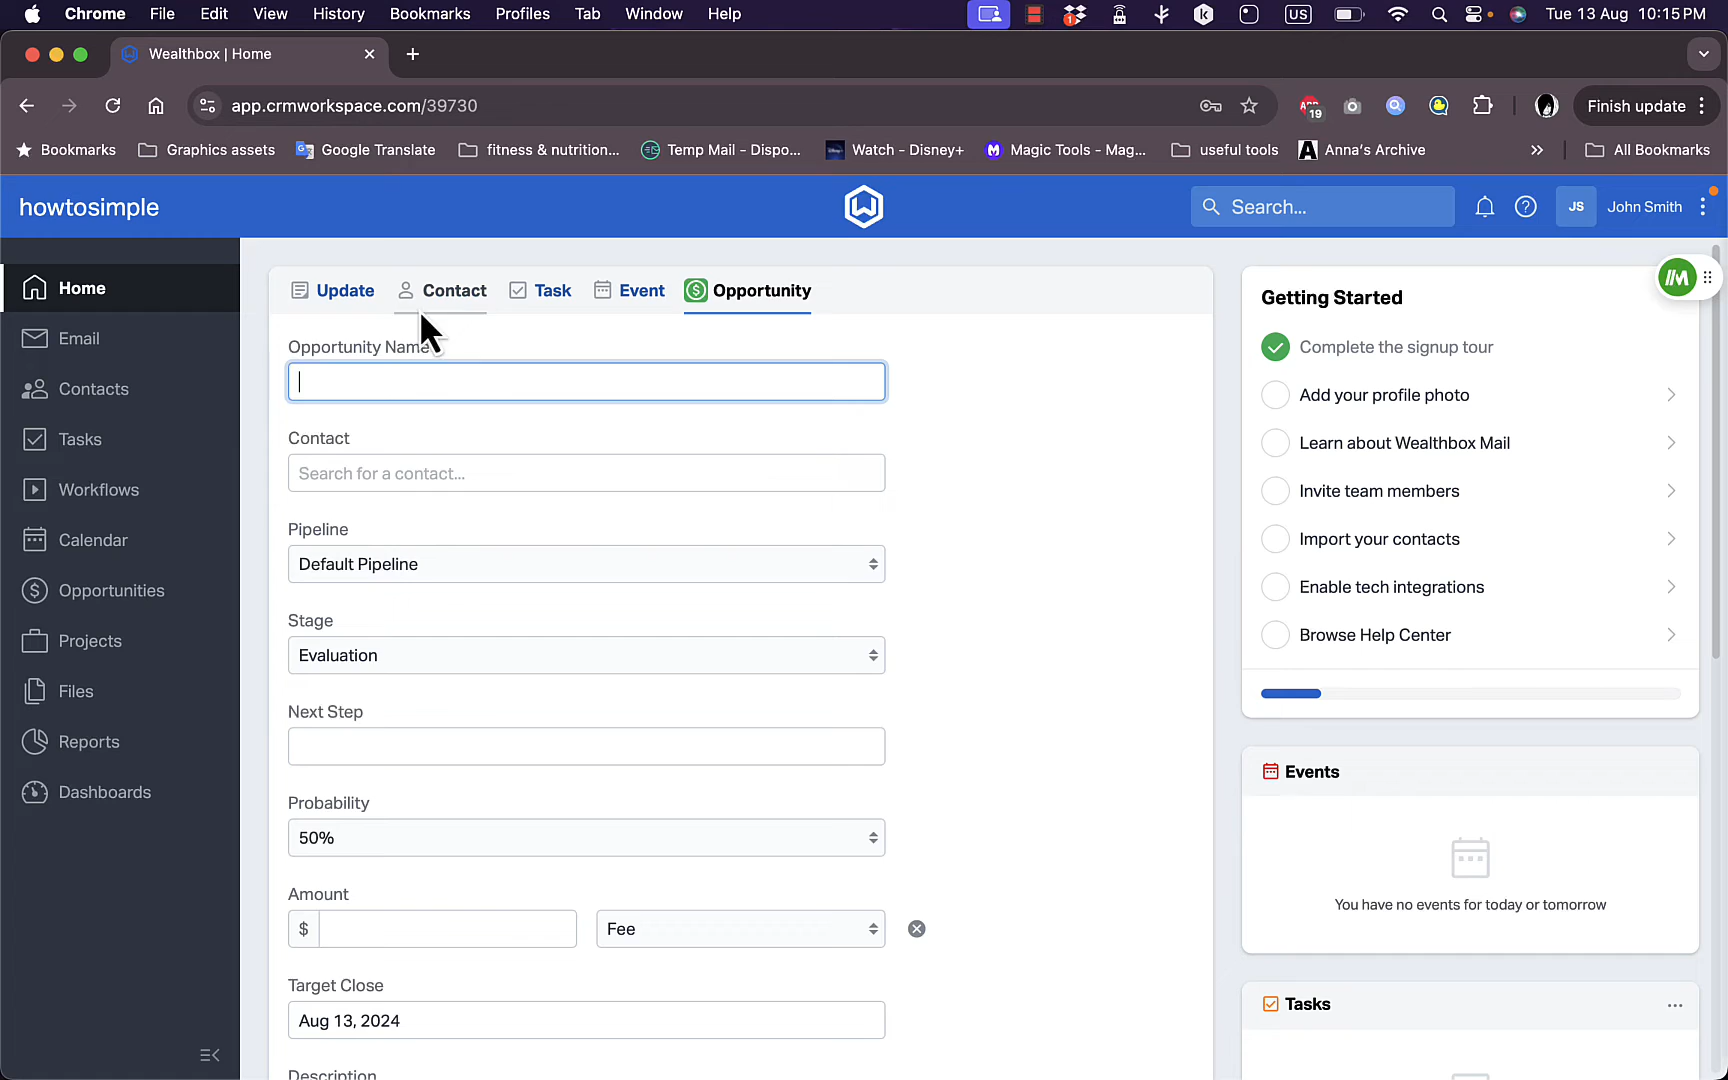 Chrome File Edit View History Bookmarks Profiles Tab Window Help US Tue 13 Aug 10:15 PM
Wealthbox | Home
app.crmworkspace.com/39730 19 Finish update
Bookmarks Graphics assets Google Translate fitness & nutrition... Temp Mail - Dispo... Watch - Disney+ Magic Tools - Mag... useful tools Anna's Archive All Bookmarks
howtosimple
Search...
JS John Smith
Home
Email
Contacts
Tasks
Workflows
Calendar
Opportunities
Projects
Files
Reports
Dashboards
Update Contact Task Event Opportunity
Opportunity Name
Contact
Search for a contact...
Pipeline
Default Pipeline
Stage
Evaluation
Next Step
Probability
50%
Amount
$ Fee
Target Close
Aug 13, 2024
Description
Getting Started
Complete the signup tour
Add your profile photo
Learn about Wealthbox Mail
Invite team members
Import your contacts
Enable tech integrations
Browse Help Center
Events
You have no events for today or tomorrow
Tasks